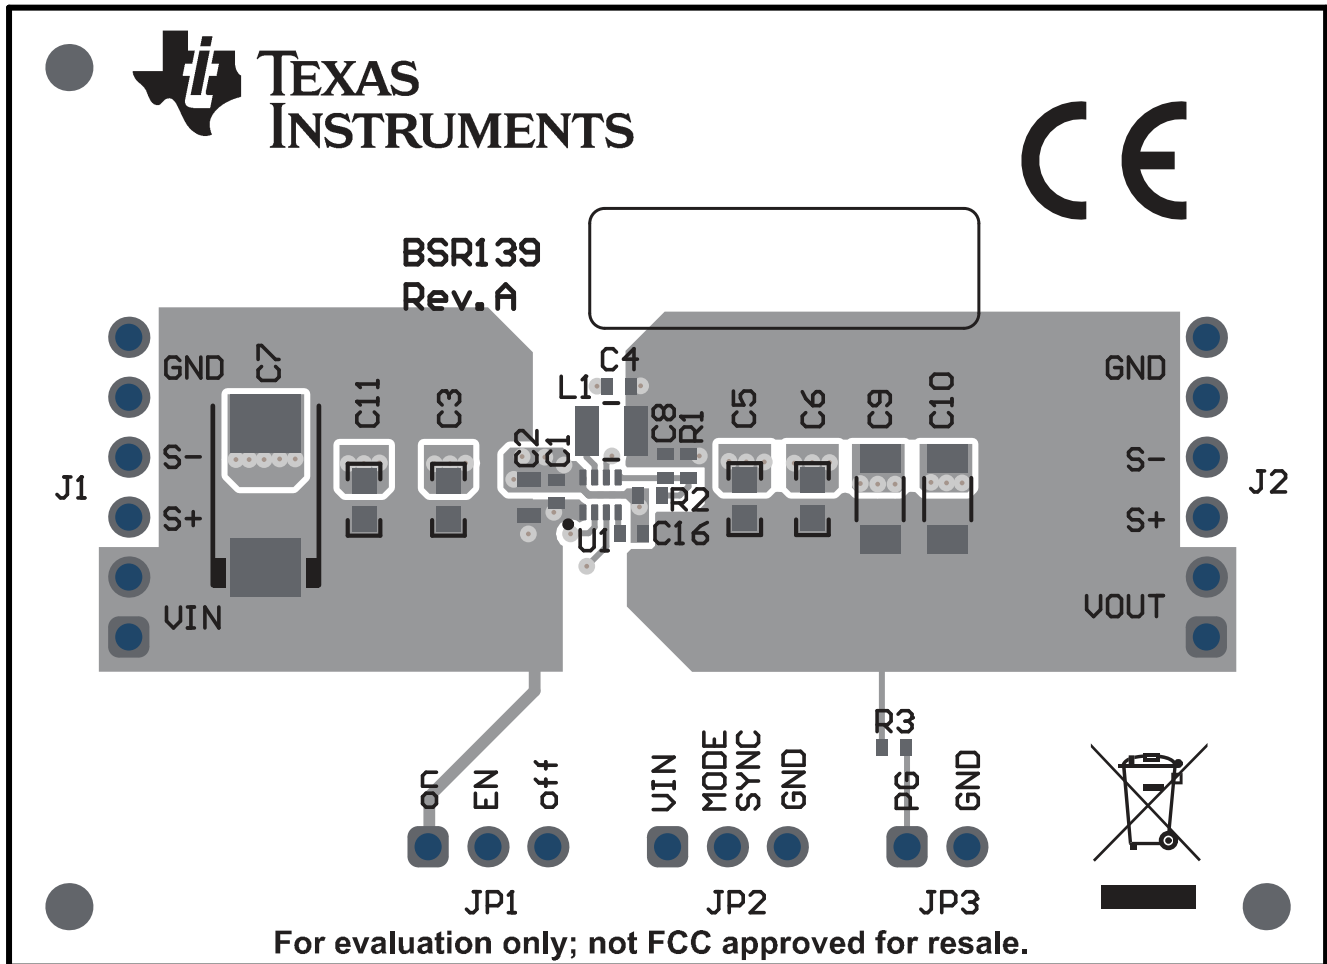 TEXAS
INSTRUMENTS
CE
BSR139
Rev.A
C4
L1
C7
C11
C3
C2
C1
C8
R1
C5
C6
C9
C10
GND
S-
S+
VIN
J1
GND
S-
S+
VOUT
J2
R2
U1
C16
R3
on
EN
off
VIN
MODE
SYNC
GND
PG
GND
JP1
JP2
JP3
For evaluation only; not FCC approved for resale.